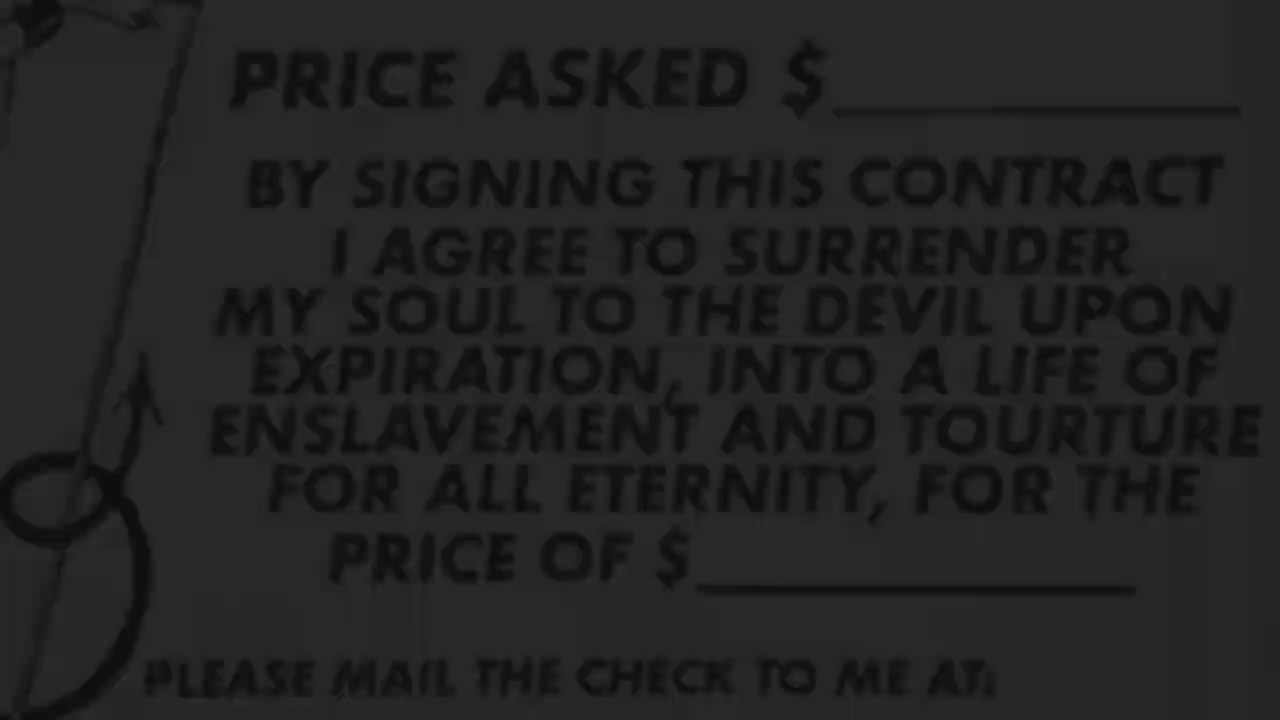 PRICE ASKED $
BY SIGNING THIS CONTRACT
I AGREE TO SURRENDER
MY SOUL TO THE DEVIL UPON
EXPIRATION, INTO A LIFE OF
ENSLAVEMENT AND TOURTURE
FOR ALL ETERNITY, FOR THE
PRICE OF $
PLEASE MAIL THE CHECK TO ME AT: